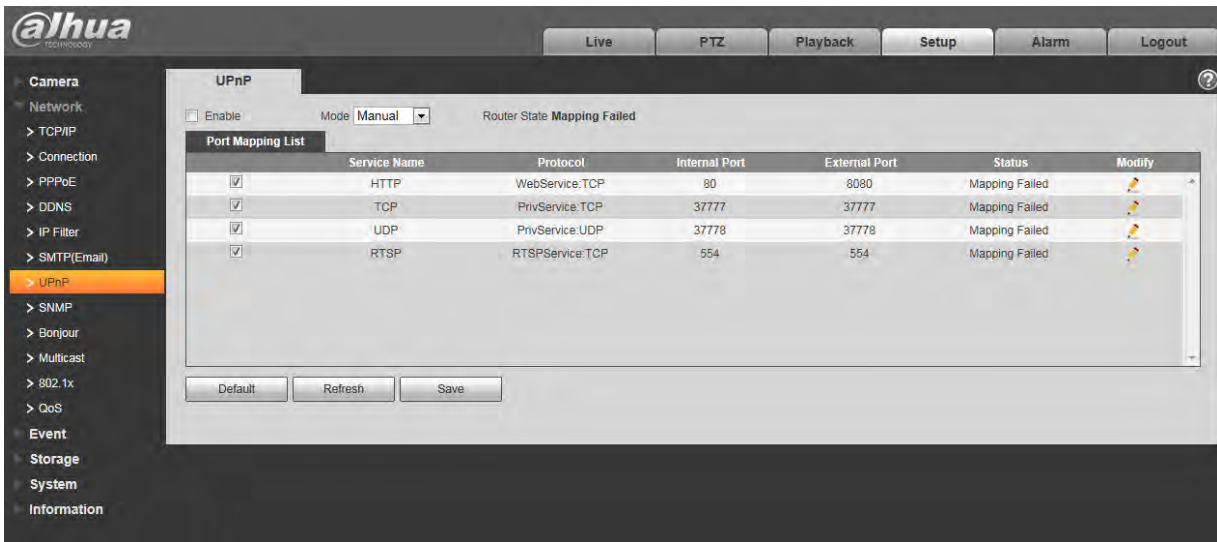 alhua
TECHNOLOGY
Live PTZ Playback Setup Alarm Logout
Camera
Network
> TCP/IP
> Connection
> PPPoE
> DDNS
> IP Filter
> SMTP(Email)
> UPnP
> SNMP
> Bonjour
> Multicast
> 802.1x
> QoS
Event
Storage
System
Information
UPnP
?
Enable Mode Manual Router State Mapping Failed
Port Mapping List
Service Name Protocol Internal Port External Port Status Modify
HTTP WebService:TCP 80 8080 Mapping Failed
TCP PrivService:TCP 37777 37777 Mapping Failed
UDP PrivService:UDP 37778 37778 Mapping Failed
RTSP RTSPService:TCP 554 554 Mapping Failed
Default Refresh Save